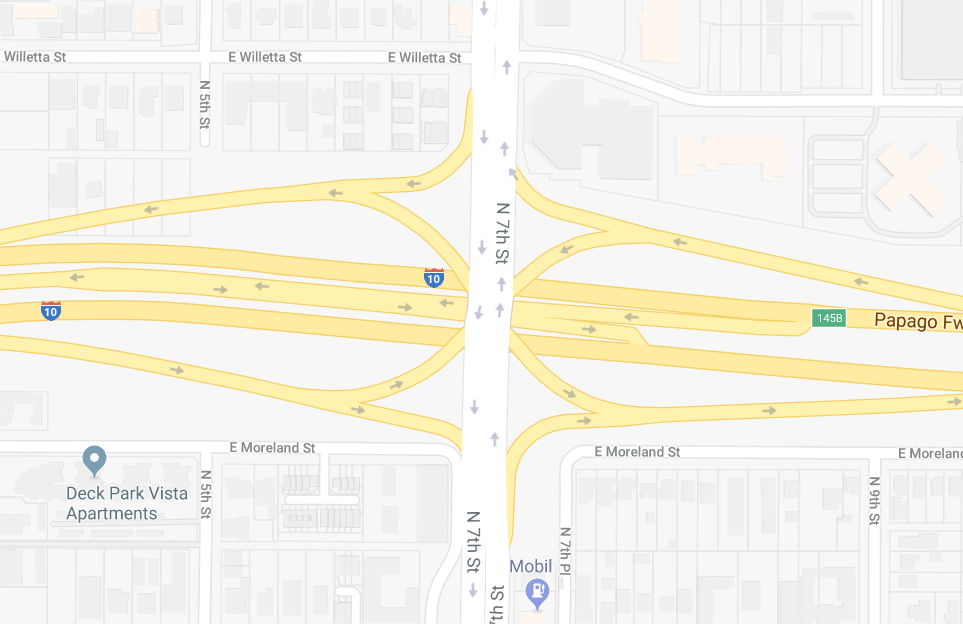 Willetta St
E Willetta St
E Willetta St
N 5th St
N 7th St
10
10
145B
Papago Fw
E Moreland St
E Moreland St
E Moreland
Deck Park Vista
Apartments
N 5th St
N 7th St
N 7th Pl
N 9th St
Mobil
7th St